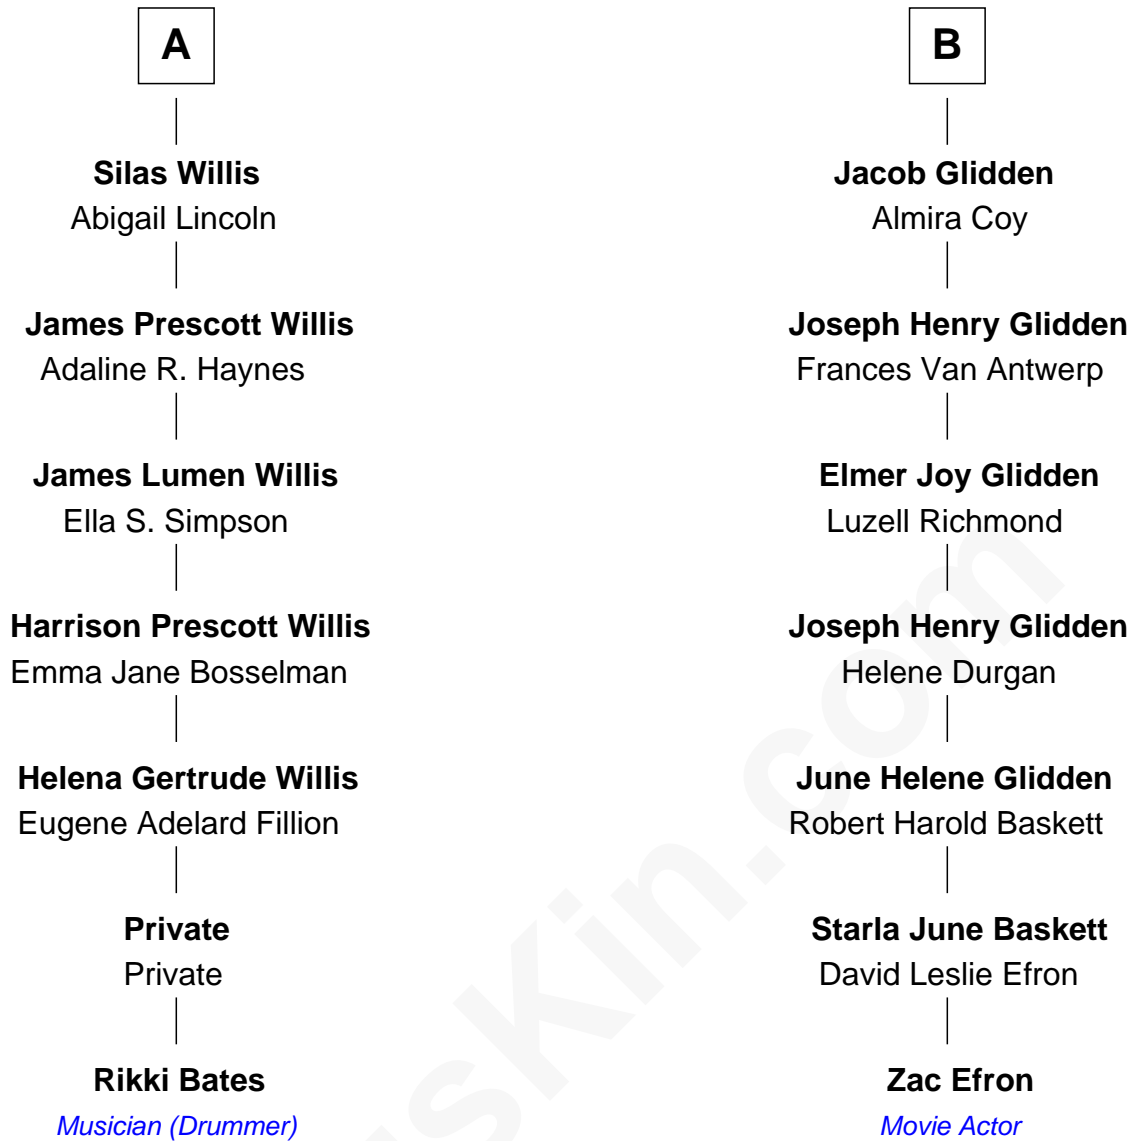 A
B
Silas Willis
Abigail Lincoln
Jacob Glidden
Almira Coy
James Prescott Willis
Adaline R. Haynes
Joseph Henry Glidden
Frances Van Antwerp
James Lumen Willis
Ella S. Simpson
Elmer Joy Glidden
Luzell Richmond
Harrison Prescott Willis
Emma Jane Bosselman
Joseph Henry Glidden
Helene Durgan
Helena Gertrude Willis
Eugene Adelard Fillion
June Helene Glidden
Robert Harold Baskett
Private
Private
Starla June Baskett
David Leslie Efron
Rikki Bates
Musician (Drummer)
Zac Efron
Movie Actor
usKin.com